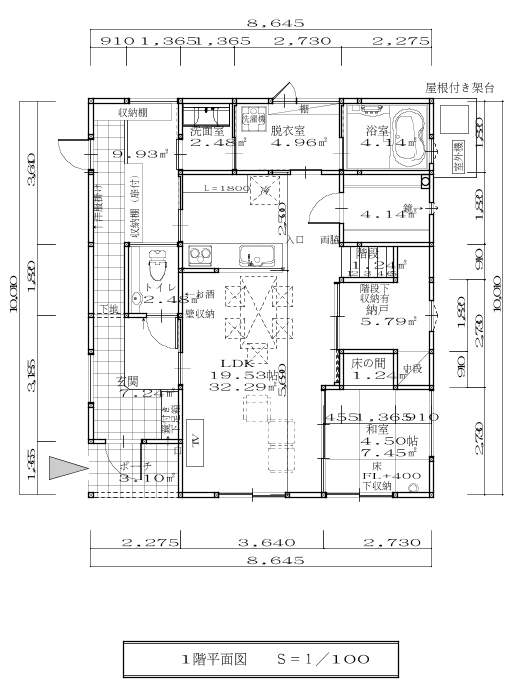 8,645
910 1,365 1,365 2,730 2,275
屋根付き架台
収納棚
洗濯機
棚
洗面室
2.48㎡
脱衣室
4.96㎡
浴室
4.14㎡
1,820
室外機
9.93㎡
3,640
L=1800
冷
収納棚（扉付）
鏡
4.14㎡
1,820
入口
両脇
階段
1.24㎡
910
トイレ
2.48㎡
お酒
壁収納
階段下
収納有
納戸
5.79㎡
1,820
2,730
下地
10,010
10,010
1,820
LDK
19.53帖
32.29㎡
床の間
1.24㎡
910
玄関
7.24㎡
3,185
455 1,365 910
和室
4.50帖
7.45㎡
床
FL+400
下収納
2,730
TV
ポーチ
3.10㎡
1,365
2,275 3,640 2,730
8,645
1階平面図 S=1／100